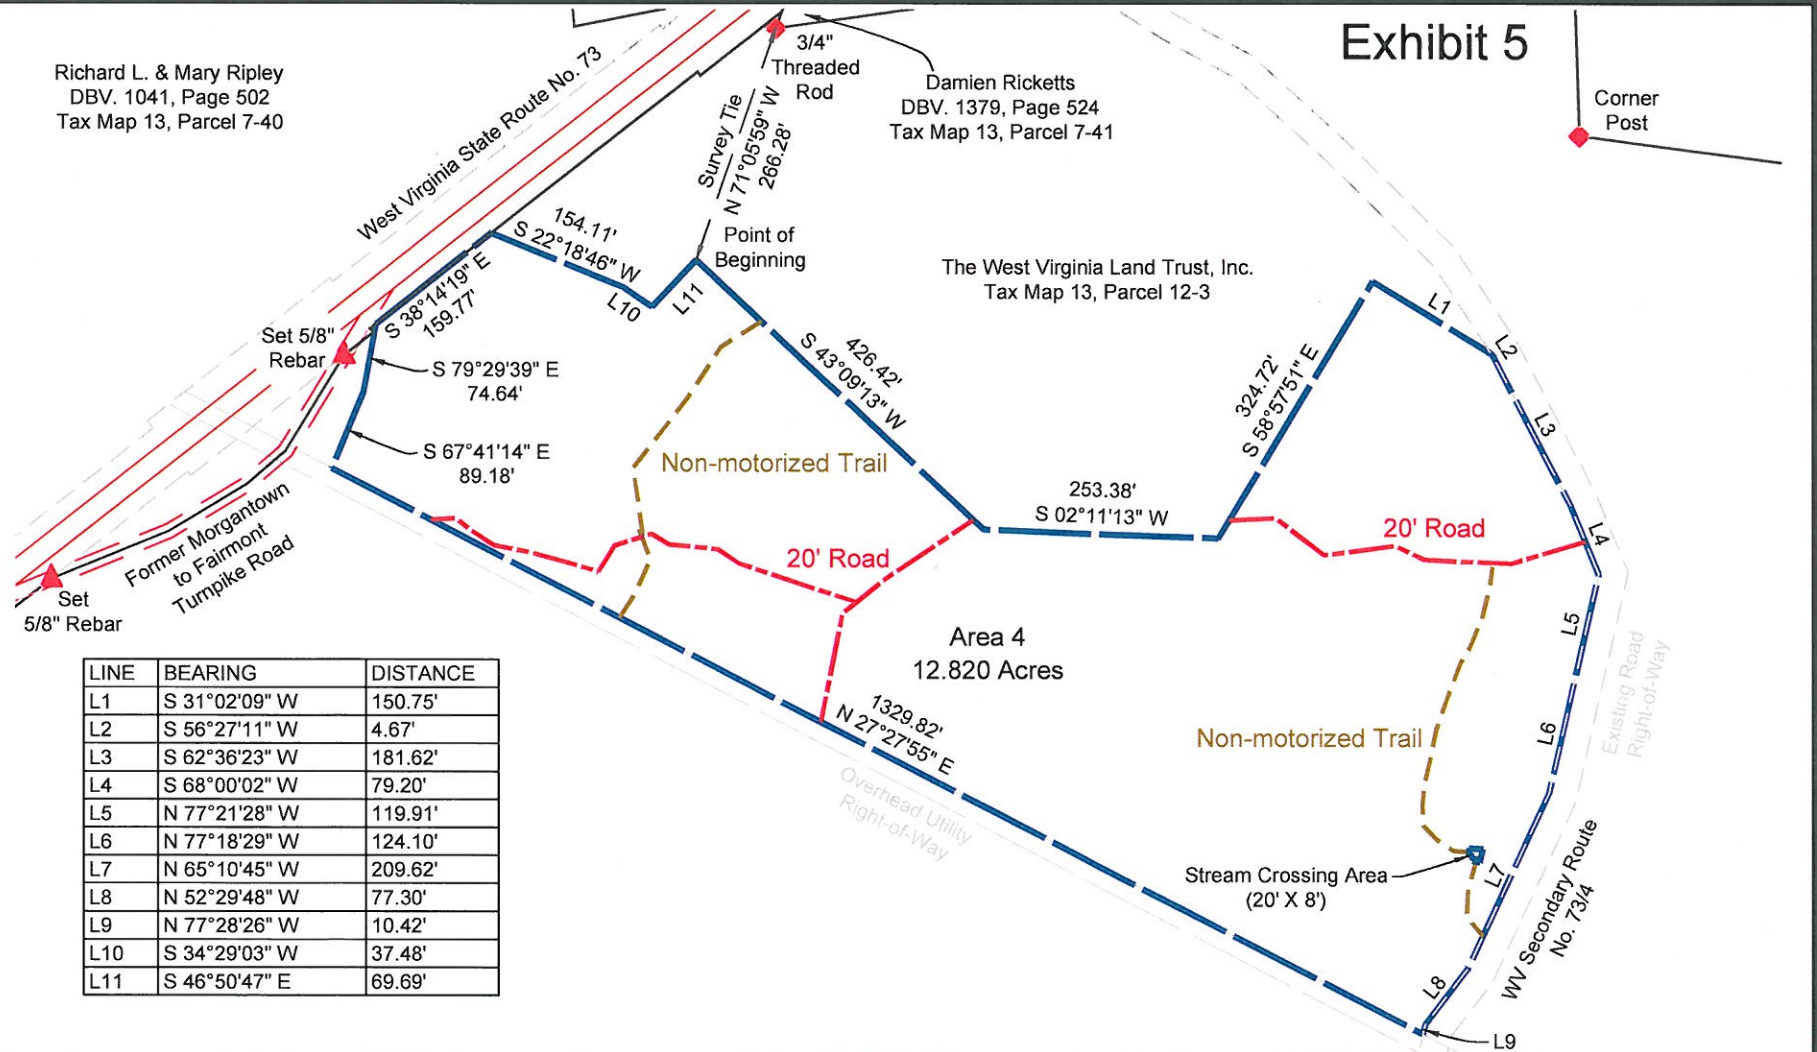 Exhibit 5
Richard L. & Mary Ripley
DBV. 1041, Page 502
Tax Map 13, Parcel 7-40
West Virginia State Route No. 73
3/4"
Threaded
Rod
Survey Tie
N 71°05'59" W
266.28'
Damien Ricketts
DBV. 1379, Page 524
Tax Map 13, Parcel 7-41
Corner
Post
154.11'
S 22°18'46" W
L10
L11
Point of
Beginning
The West Virginia Land Trust, Inc.
Tax Map 13, Parcel 12-3
S 38°14'19" E
159.77'
Set 5/8"
Rebar
S 79°29'39" E
74.64'
S 67°41'14" E
89.18'
426.42'
S 43°09'13" W
324.72'
S 58°57'51" E
L1
L2
L3
L4
L5
L6
L7
L8
L9
Non-motorized Trail
253.38'
S 02°11'13" W
20' Road
20' Road
Former Morgantown
to Fairmont
Turnpike Road
Set
5/8" Rebar
Area 4
12.820 Acres
1329.82'
N 27°27'55" E
Overhead Utility
Right-of-Way
Non-motorized Trail
Existing Road
Right-of-Way
Stream Crossing Area
(20' X 8')
WV Secondary Route
No. 73/4
LINE BEARING DISTANCE
L1 S 31°02'09" W 150.75'
L2 S 56°27'11" W 4.67'
L3 S 62°36'23" W 181.62'
L4 S 68°00'02" W 79.20'
L5 N 77°21'28" W 119.91'
L6 N 77°18'29" W 124.10'
L7 N 65°10'45" W 209.62'
L8 N 52°29'48" W 77.30'
L9 N 77°28'26" W 10.42'
L10 S 34°29'03" W 37.48'
L11 S 46°50'47" E 69.69'